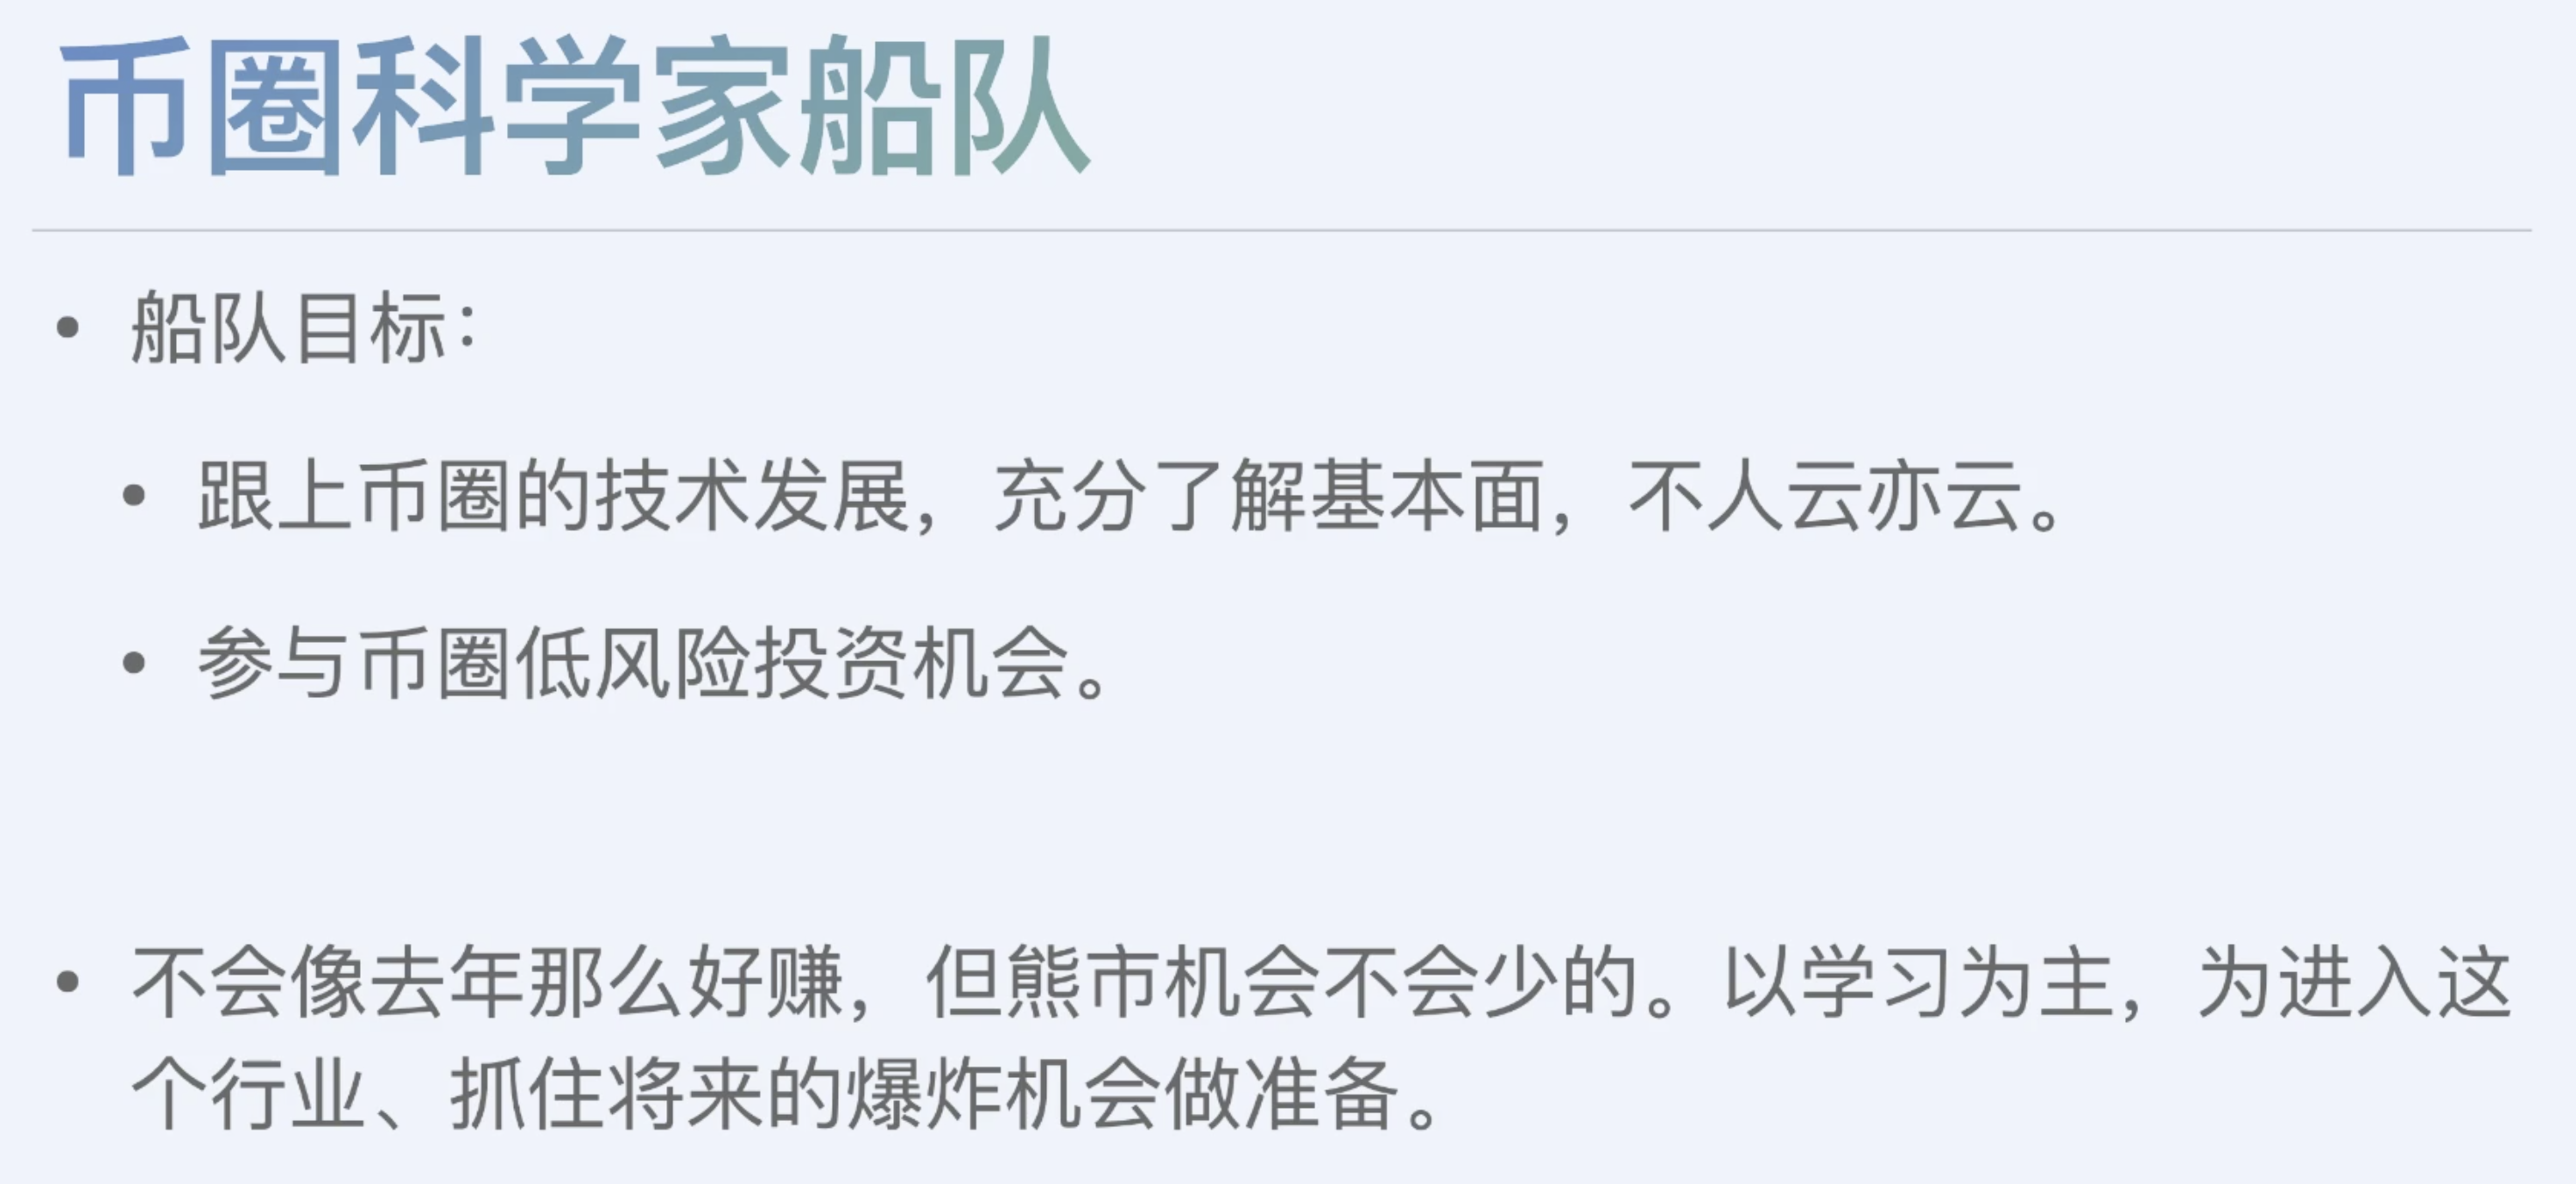 币圈科学家船队
• 船队目标：
• 跟上币圈的技术发展，充分了解基本面，不人云亦云。
• 参与币圈低风险投资机会。
• 不会像去年那么好赚，但熊市机会不会少的。以学习为主，为进入这
个行业、抓住将来的爆炸机会做准备。